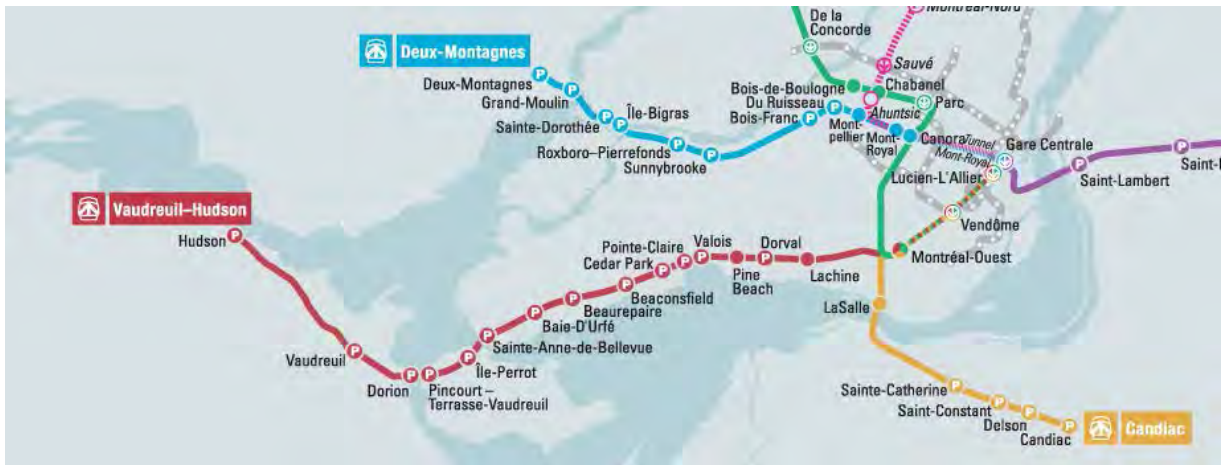 Montréal-Nord
De la
Concorde
Sauvé
Deux-Montagnes
Deux-Montagnes
Grand-Moulin
Sainte-Dorothée
Île-Bigras
Roxboro–Pierrefonds
Sunnybrooke
Bois-de-Boulogne
Chabanel
Du Ruisseau
Bois-Franc
Ahuntsic
Parc
Mont-
pellier
Mont-
Royal
Canora
Tunnel
Mont-Royal
Gare Centrale
Lucien-L'Allier
Saint-Lambert
Saint-
Vendôme
Montréal-Ouest
Vaudreuil–Hudson
Hudson
Pointe-Claire
Cedar Park
Valois
Pine
Beach
Dorval
Lachine
Beaconsfield
Beaurepaire
Baie-D'Urfé
Sainte-Anne-de-Bellevue
Île-Perrot
Vaudreuil
Dorion
Pincourt –
Terrasse-Vaudreuil
LaSalle
Sainte-Catherine
Saint-Constant
Delson
Candiac
Candiac